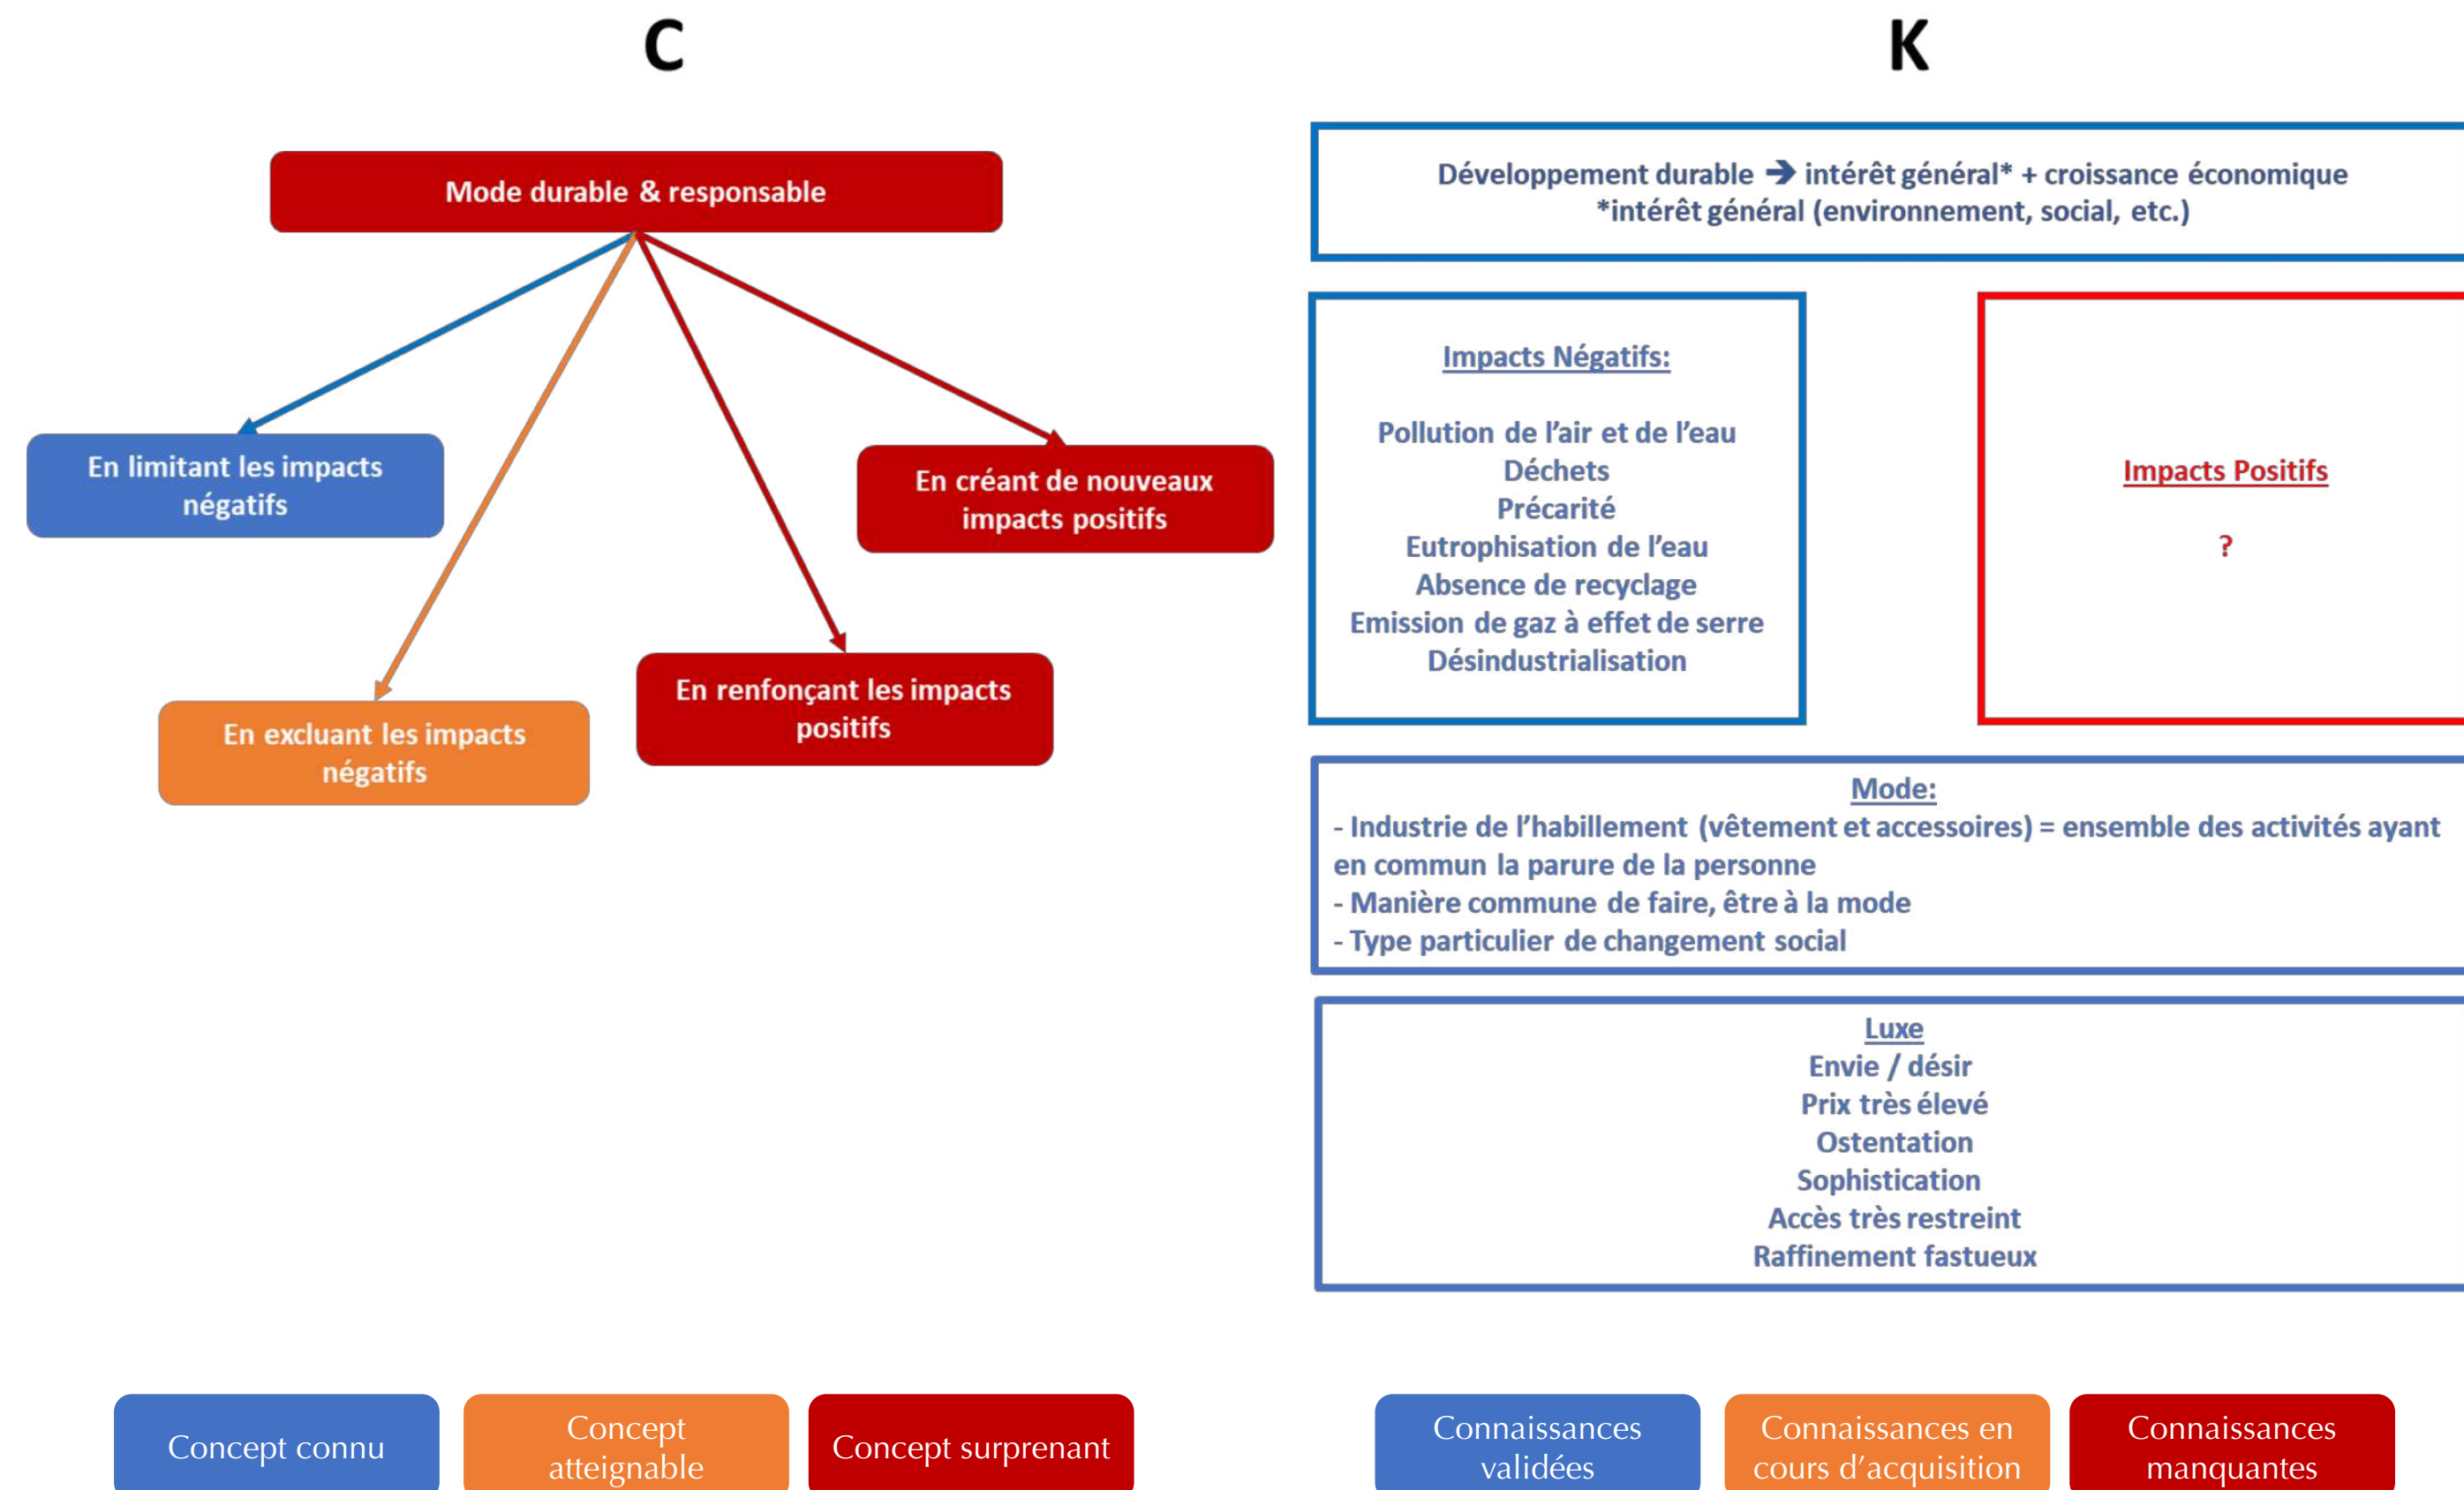 C
Mode durable & responsable
En limitant les impacts
négatifs
En créant de nouveaux
impacts positifs
En excluant les impacts
négatifs
En renfonçant les impacts
positifs
K
Développement durable ➔ intérêt général* + croissance économique
*intérêt général (environnement, social, etc.)
Impacts Négatifs:
Pollution de l'air et de l'eau
Déchets
Précarité
Eutrophisation de l'eau
Absence de recyclage
Emission de gaz à effet de serre
Désindustrialisation
Impacts Positifs
?
Mode:
- Industrie de l'habillement (vêtement et accessoires) = ensemble des activités ayant
en commun la parure de la personne
- Manière commune de faire, être à la mode
- Type particulier de changement social
Luxe
Envie / désir
Prix très élevé
Ostentation
Sophistication
Accès très restreint
Raffinement fastueux
Concept connu
Concept
atteignable
Concept surprenant
Connaissances
validées
Connaissances en
cours d'acquisition
Connaissances
manquantes